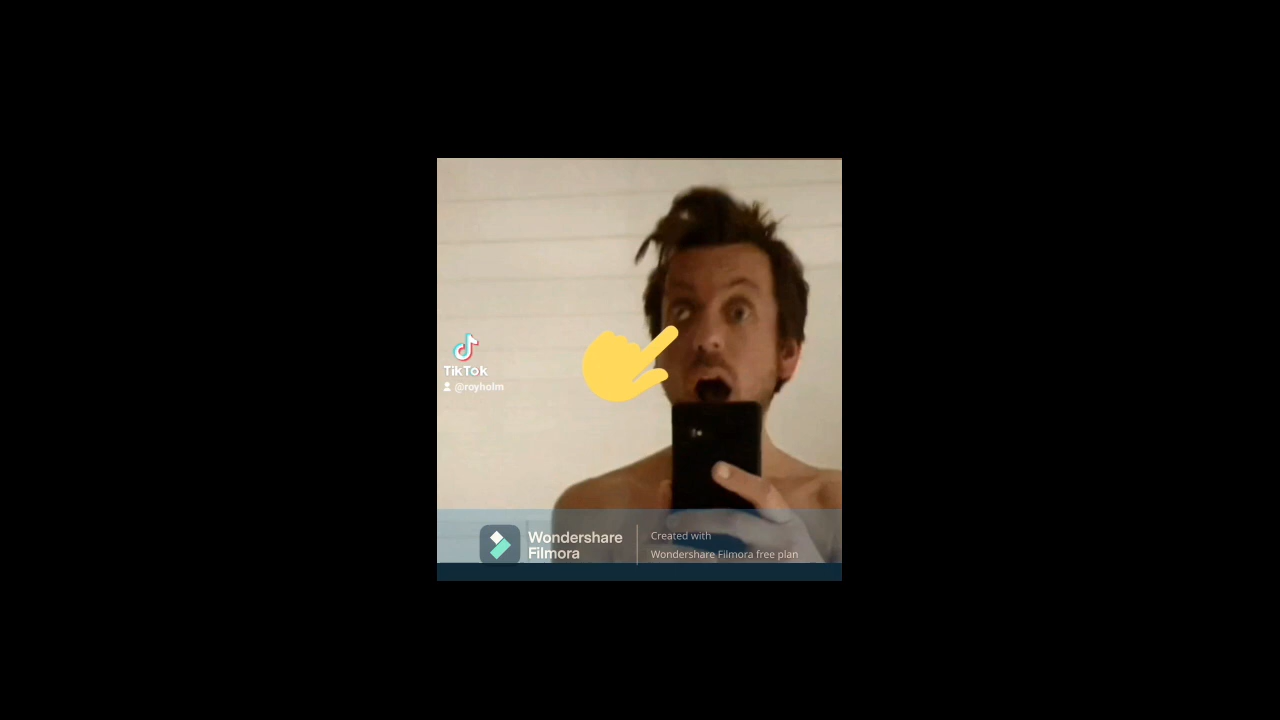 TikTok
@royholm
Wondershare
Filmora
Created with
Wondershare Filmora free plan